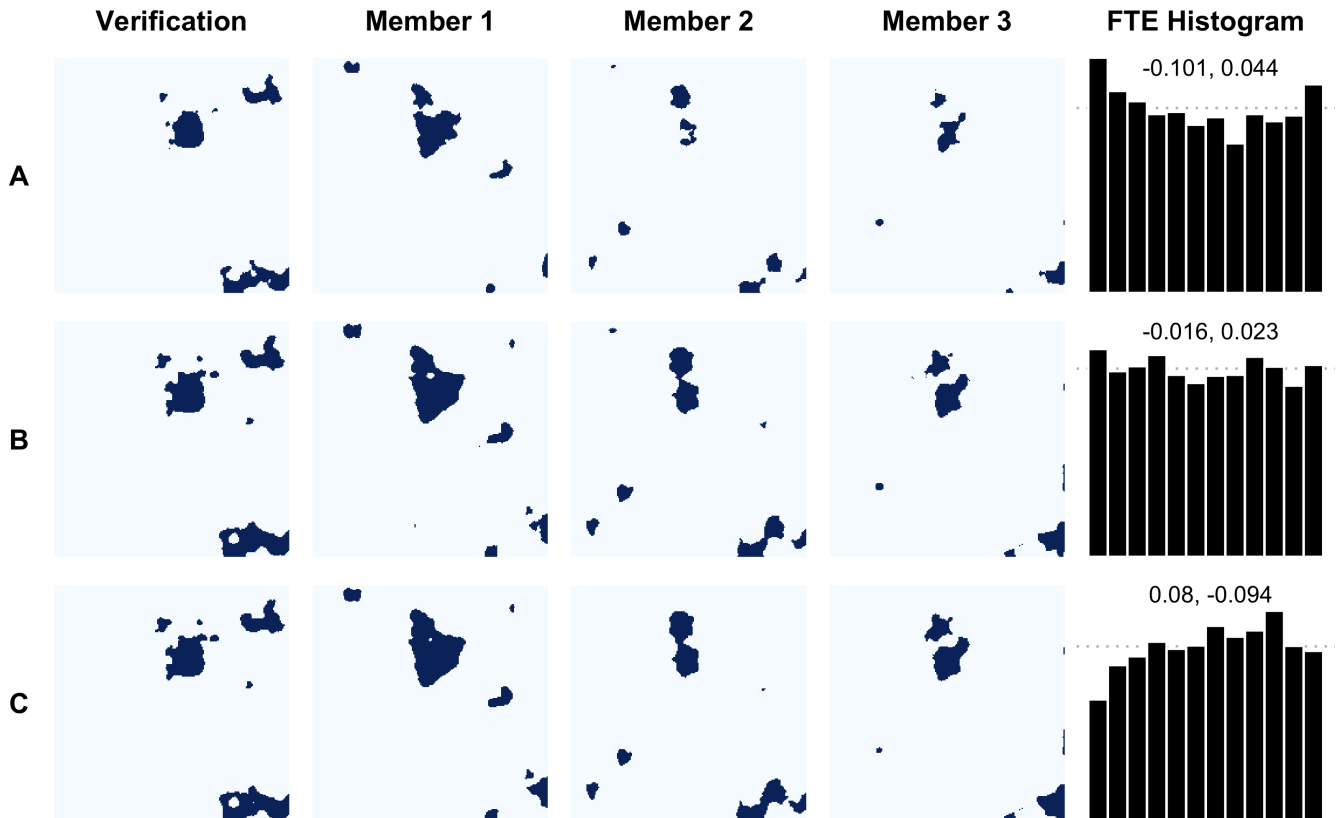 Verification Member 1 Member 2 Member 3 FTE Histogram
A -0.101, 0.044
B -0.016, 0.023
C 0.08, -0.094